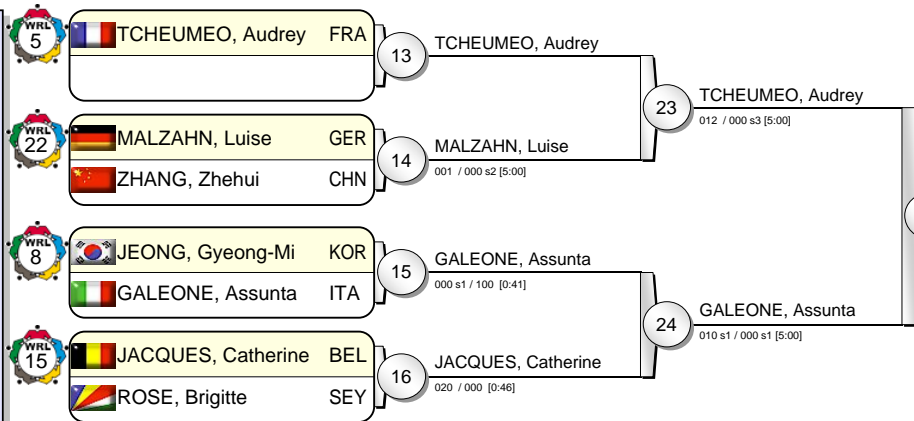 WRL
5
TCHEUMEO, Audrey FRA
13
TCHEUMEO, Audrey
WRL
22
MALZAHN, Luise GER
ZHANG, Zhehui CHN
14
MALZAHN, Luise
001 / 000 s2 [5:00]
23
TCHEUMEO, Audrey
012 / 000 s3 [5:00]
WRL
8
JEONG, Gyeong-Mi KOR
GALEONE, Assunta ITA
15
GALEONE, Assunta
000 s1 / 100 [0:41]
WRL
15
JACQUES, Catherine BEL
ROSE, Brigitte SEY
16
JACQUES, Catherine
020 / 000 [0:46]
24
GALEONE, Assunta
010 s1 / 000 s1 [5:00]